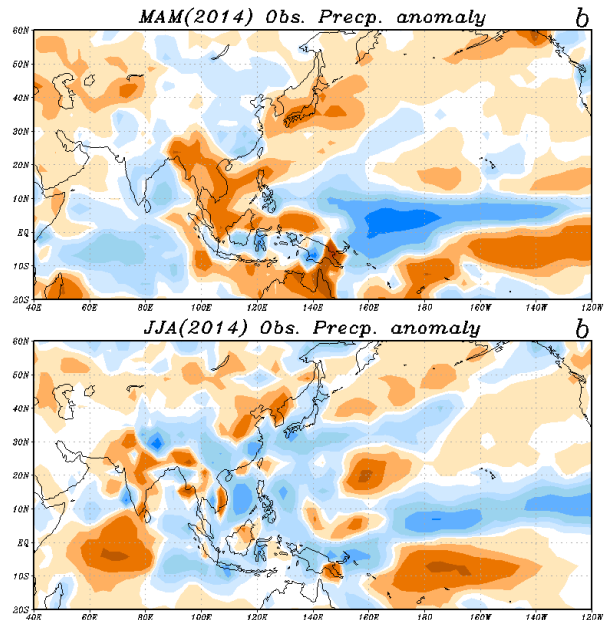 MAM(2014) Obs. Precp. anomaly b
60N
50N
40N
30N
20N
10N
EQ
10S
20S
40E 60E 80E 100E 120E 140E 160E 180 160W 140W 120W
JJA(2014) Obs. Precp. anomaly b
60N
50N
40N
30N
20N
10N
EQ
10S
20S
40E 60E 80E 100E 120E 140E 160E 180 160W 140W 120W